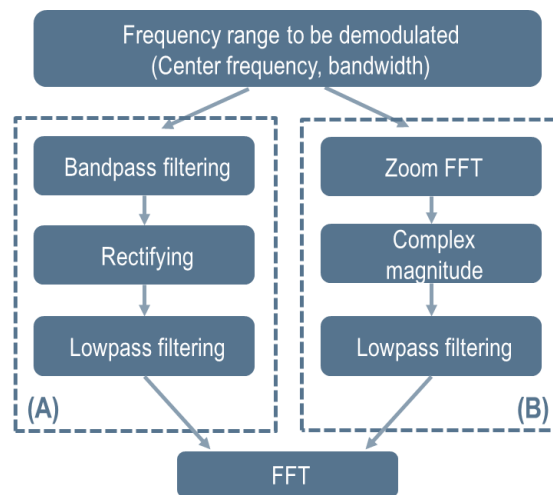 Frequency range to be demodulated
(Center frequency, bandwidth)
Bandpass filtering
Rectifying
Lowpass filtering
(A)
Zoom FFT
Complex
magnitude
Lowpass filtering
(B)
FFT